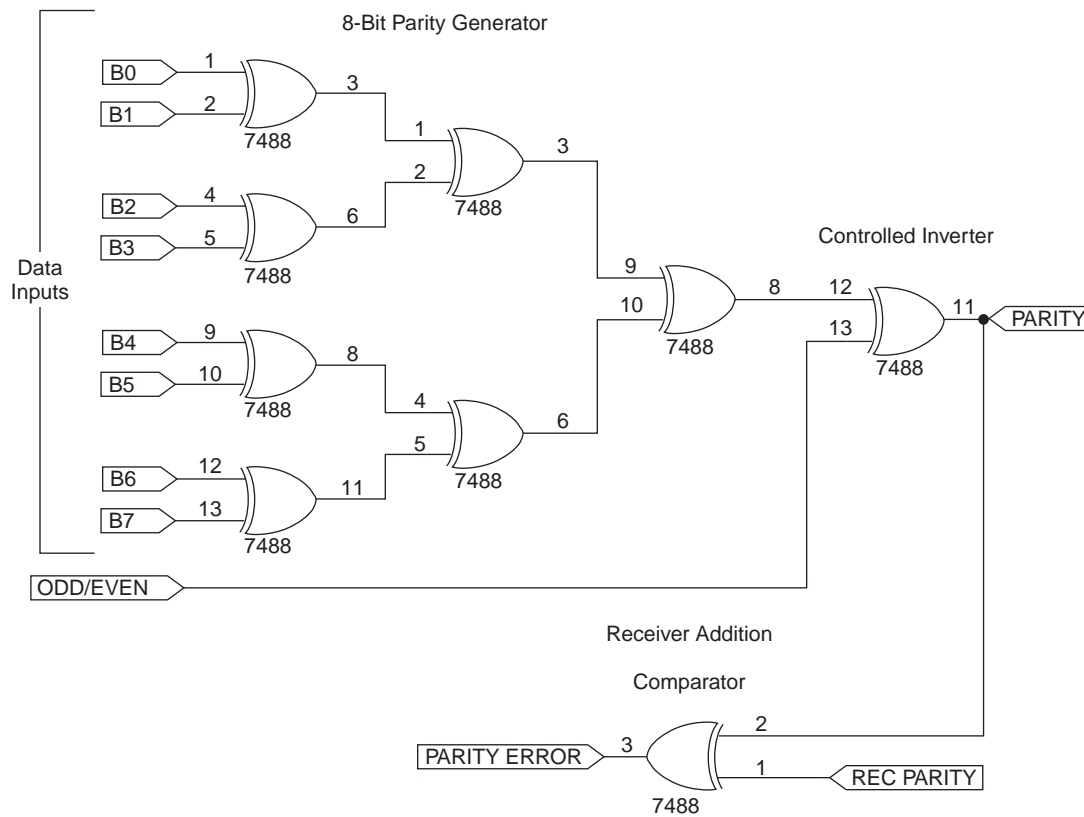 8-Bit Parity Generator
B0
1
3
B1
2
7488
1
3
2
7488
B2
4
6
B3
5
7488
Controlled Inverter
Data
Inputs
9
8
12
11
PARITY
10
13
7488
7488
B4
9
8
B5
10
7488
4
6
5
7488
B6
12
11
B7
13
7488
ODD/EVEN
Receiver Addition
Comparator
2
PARITY ERROR
3
1
REC PARITY
7488